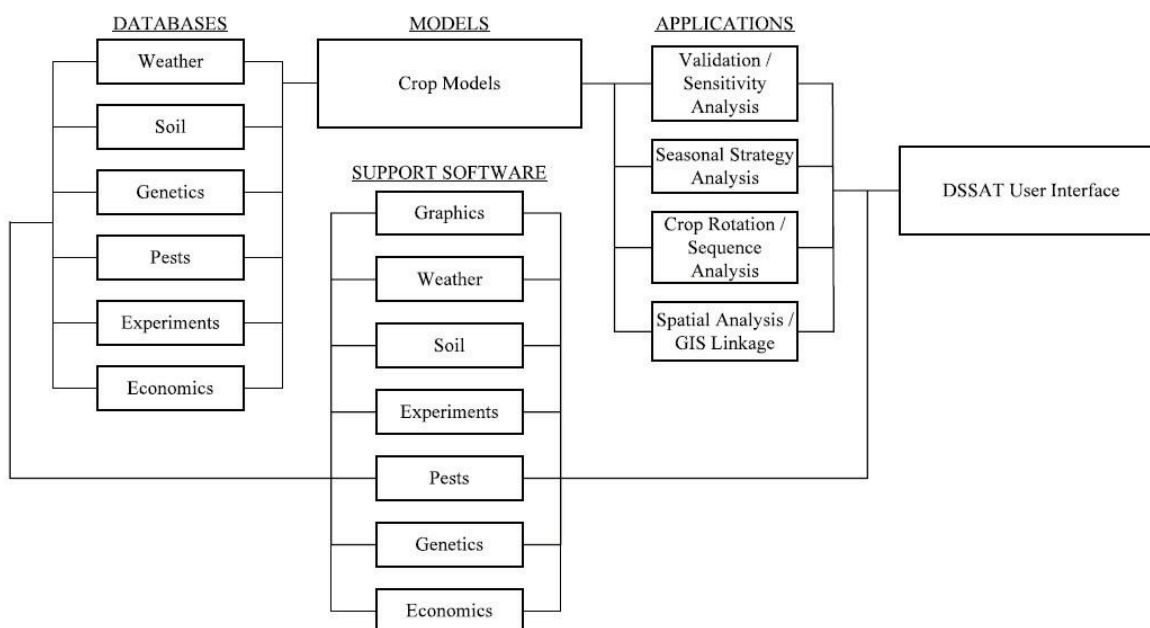 DATABASES
Weather
Soil
Genetics
Pests
Experiments
Economics
MODELS
Crop Models
SUPPORT SOFTWARE
Graphics
Weather
Soil
Experiments
Pests
Genetics
Economics
APPLICATIONS
Validation /
Sensitivity
Analysis
Seasonal Strategy
Analysis
Crop Rotation /
Sequence
Analysis
Spatial Analysis /
GIS Linkage
DSSAT User Interface